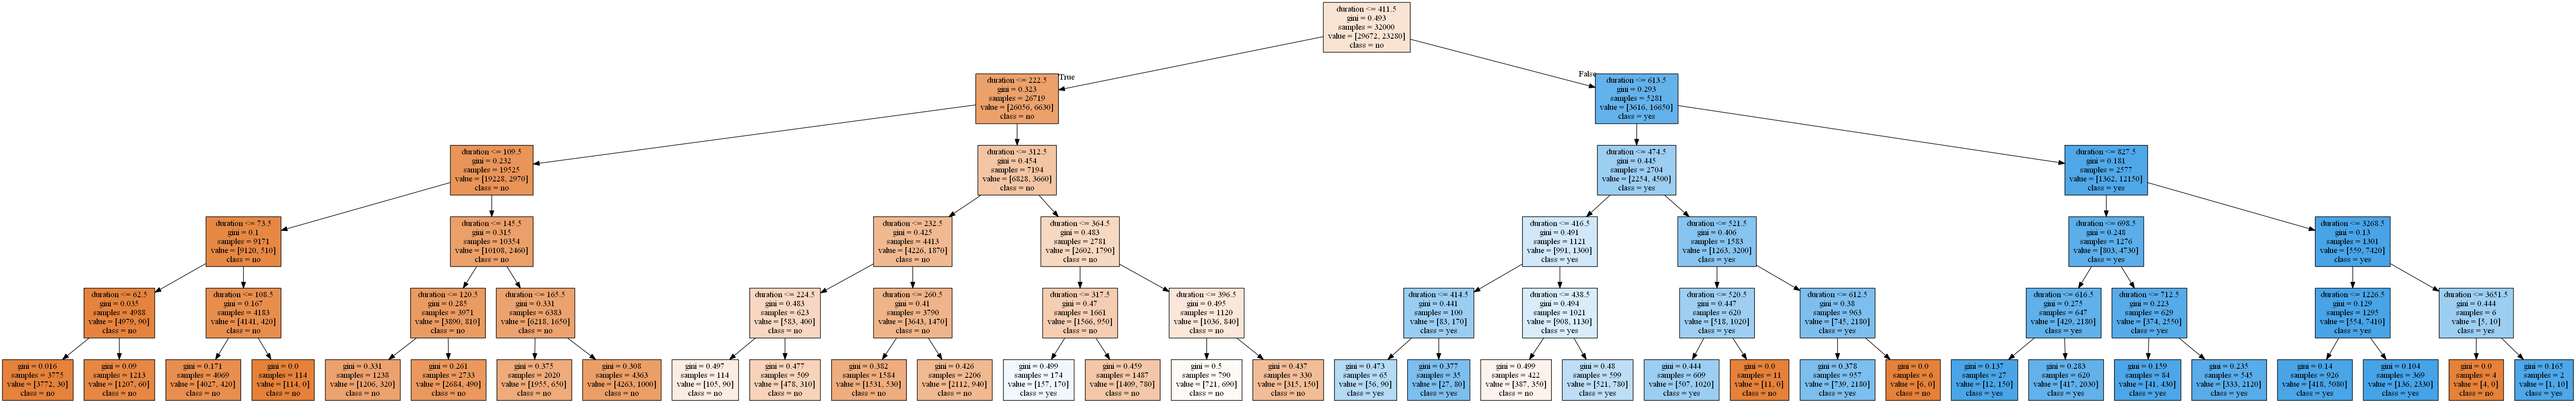 duration <= 411.5
gini = 0.493
samples = 32000
value = [29672, 23280]
class = no
True
False
duration <= 222.5
gini = 0.323
samples = 26719
value = [26056, 6630]
class = no
duration <= 613.5
gini = 0.293
samples = 5281
value = [3616, 16650]
class = yes
duration <= 109.5
gini = 0.232
samples = 19525
value = [19228, 2970]
class = no
duration <= 312.5
gini = 0.454
samples = 7194
value = [6828, 3660]
class = no
duration <= 474.5
gini = 0.445
samples = 2704
value = [2254, 4500]
class = yes
duration <= 827.5
gini = 0.181
samples = 2577
value = [1362, 12150]
class = yes
duration <= 73.5
gini = 0.1
samples = 9171
value = [9120, 510]
class = no
duration <= 145.5
gini = 0.315
samples = 10354
value = [10108, 2460]
class = no
duration <= 232.5
gini = 0.425
samples = 4413
value = [4226, 1870]
class = no
duration <= 364.5
gini = 0.483
samples = 2781
value = [2602, 1790]
class = no
duration <= 416.5
gini = 0.491
samples = 1121
value = [991, 1300]
class = yes
duration <= 521.5
gini = 0.406
samples = 1583
value = [1263, 3200]
class = yes
duration <= 698.5
gini = 0.248
samples = 1276
value = [803, 4730]
class = yes
duration <= 3268.5
gini = 0.13
samples = 1301
value = [559, 7420]
class = yes
duration <= 62.5
gini = 0.035
samples = 4988
value = [4979, 90]
class = no
duration <= 108.5
gini = 0.167
samples = 4183
value = [4141, 420]
class = no
duration <= 120.5
gini = 0.285
samples = 3971
value = [3890, 810]
class = no
duration <= 165.5
gini = 0.331
samples = 6383
value = [6218, 1650]
class = no
duration <= 224.5
gini = 0.483
samples = 623
value = [583, 400]
class = no
duration <= 260.5
gini = 0.41
samples = 3790
value = [3643, 1470]
class = no
duration <= 317.5
gini = 0.47
samples = 1661
value = [1566, 950]
class = no
duration <= 396.5
gini = 0.495
samples = 1120
value = [1036, 840]
class = no
duration <= 414.5
gini = 0.441
samples = 100
value = [83, 170]
class = yes
duration <= 438.5
gini = 0.494
samples = 1021
value = [908, 1130]
class = yes
duration <= 520.5
gini = 0.447
samples = 620
value = [518, 1020]
class = yes
duration <= 612.5
gini = 0.38
samples = 963
value = [745, 2180]
class = yes
duration <= 616.5
gini = 0.275
samples = 647
value = [429, 2180]
class = yes
duration <= 712.5
gini = 0.223
samples = 629
value = [374, 2550]
class = yes
duration <= 1226.5
gini = 0.129
samples = 1295
value = [554, 7410]
class = yes
duration <= 3651.5
gini = 0.444
samples = 6
value = [5, 10]
class = yes
gini = 0.016
samples = 3775
value = [3772, 30]
class = no
gini = 0.09
samples = 1213
value = [1207, 60]
class = no
gini = 0.171
samples = 4069
value = [4027, 420]
class = no
gini = 0.0
samples = 114
value = [114, 0]
class = no
gini = 0.331
samples = 1238
value = [1206, 320]
class = no
gini = 0.261
samples = 2733
value = [2684, 490]
class = no
gini = 0.375
samples = 2020
value = [1955, 650]
class = no
gini = 0.308
samples = 4363
value = [4263, 1000]
class = no
gini = 0.497
samples = 114
value = [105, 90]
class = no
gini = 0.477
samples = 509
value = [478, 310]
class = no
gini = 0.382
samples = 1584
value = [1531, 530]
class = no
gini = 0.426
samples = 2206
value = [2112, 940]
class = no
gini = 0.499
samples = 174
value = [157, 170]
class = yes
gini = 0.459
samples = 1487
value = [1409, 780]
class = no
gini = 0.5
samples = 790
value = [721, 690]
class = no
gini = 0.437
samples = 330
value = [315, 150]
class = no
gini = 0.473
samples = 65
value = [56, 90]
class = yes
gini = 0.377
samples = 35
value = [27, 80]
class = yes
gini = 0.499
samples = 422
value = [387, 350]
class = no
gini = 0.48
samples = 599
value = [521, 780]
class = yes
gini = 0.444
samples = 609
value = [507, 1020]
class = yes
gini = 0.0
samples = 11
value = [11, 0]
class = no
gini = 0.378
samples = 957
value = [739, 2180]
class = yes
gini = 0.0
samples = 6
value = [6, 0]
class = no
gini = 0.137
samples = 27
value = [12, 150]
class = yes
gini = 0.283
samples = 620
value = [417, 2030]
class = yes
gini = 0.159
samples = 84
value = [41, 430]
class = yes
gini = 0.235
samples = 545
value = [333, 2120]
class = yes
gini = 0.14
samples = 926
value = [418, 5080]
class = yes
gini = 0.104
samples = 369
value = [136, 2330]
class = yes
gini = 0.0
samples = 4
value = [4, 0]
class = no
gini = 0.165
samples = 2
value = [1, 10]
class = yes